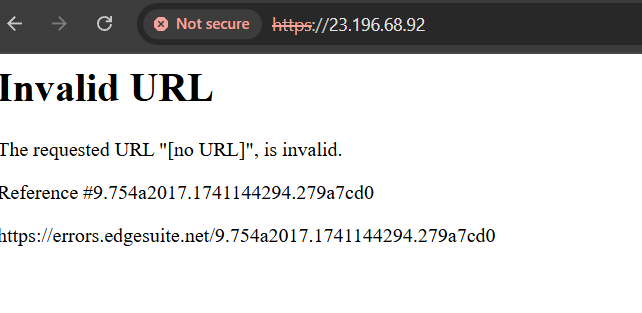 Not secure https://23.196.68.92
Invalid URL
The requested URL "[no URL]", is invalid.
Reference #9.754a2017.1741144294.279a7cd0
https://errors.edgesuite.net/9.754a2017.1741144294.279a7cd0